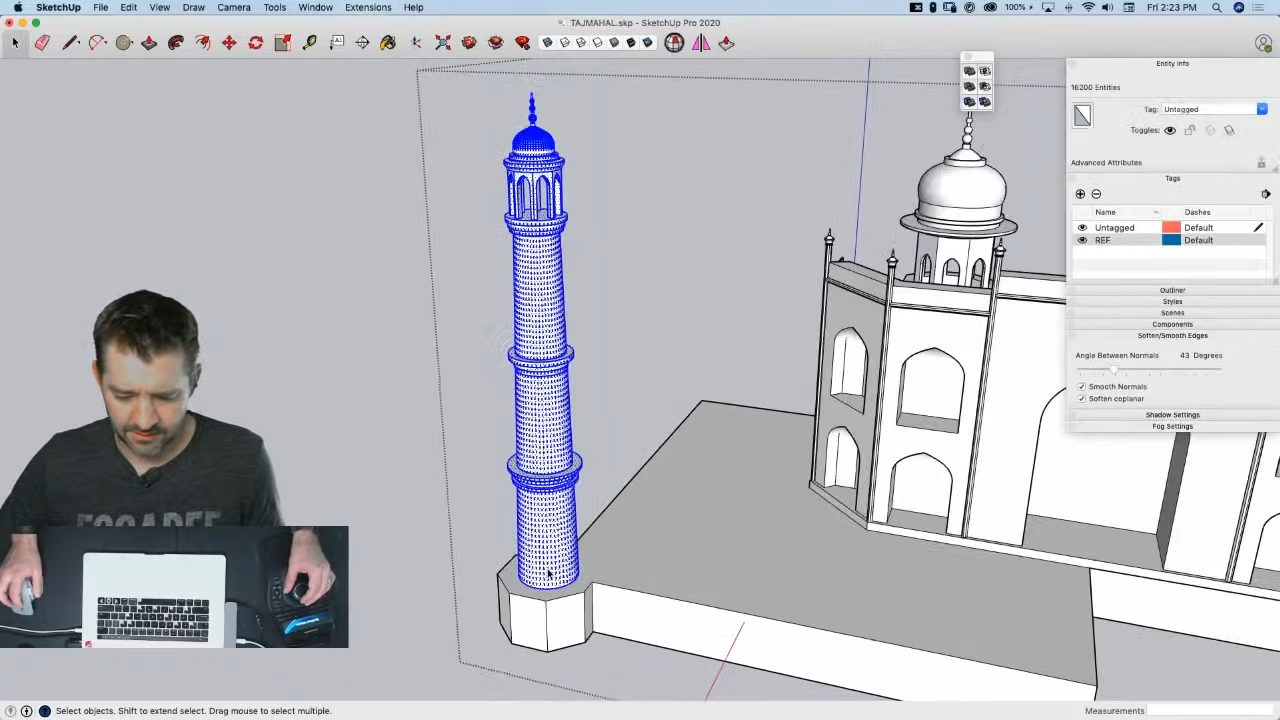 SketchUp File Edit View Draw Camera Tools Window Extensions Help
100% Fri 2:23 PM
TAJMAHAL.skp - SketchUp Pro 2020
Entity Info
16200 Entities
Tag: Untagged
Toggles:
Advanced Attributes
Tags
Name Dashes
Untagged Default
REF Default
Outliner
Styles
Scenes
Components
Soften/Smooth Edges
Angle Between Normals 43 Degrees
Smooth Normals
Soften coplanar
Shadow Settings
Fog Settings
Select objects. Shift to extend select. Drag mouse to select multiple.
Measurements